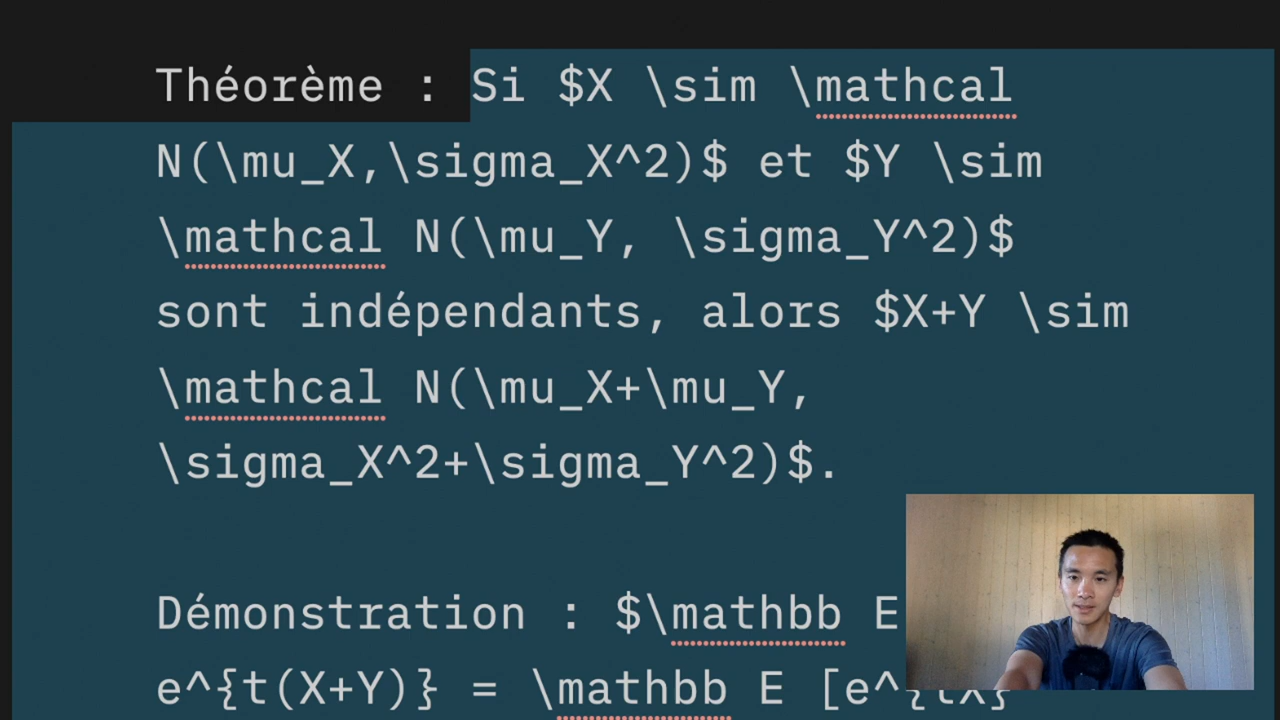 Théorème : Si $X \sim \mathcal
N(\mu_X,\sigma_X^2)$ et $Y \sim
\mathcal N(\mu_Y, \sigma_Y^2)$
sont indépendants, alors $X+Y \sim
\mathcal N(\mu_X+\mu_Y,
\sigma_X^2+\sigma_Y^2)$.
Démonstration : $\mathbb E
e^{t(X+Y)} = \mathbb E [e^{tX}